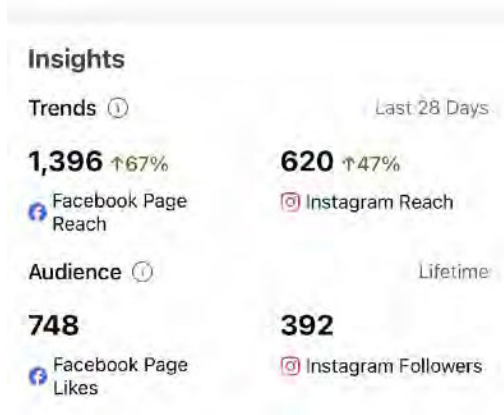 Insights
Trends
Last 28 Days
1,396 ↑67%
620 ↑47%
Facebook Page
Reach
Instagram Reach
Audience
Lifetime
748
392
Facebook Page
Likes
Instagram Followers